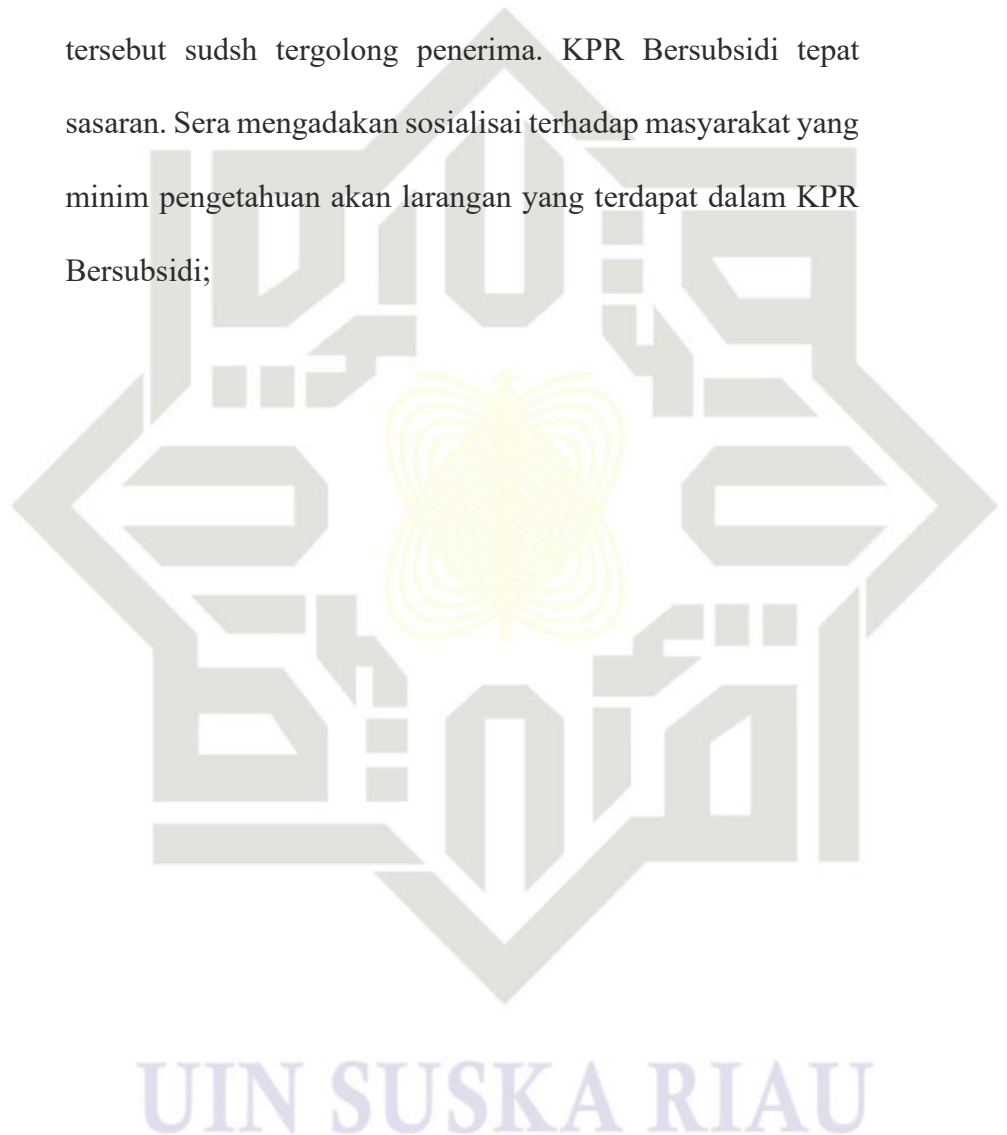 tersebut sudsh tergolong penerima. KPR Bersubsidi tepat
sasaran. Sera mengadakan sosialisai terhadap masyarakat yang
minim pengetahuan akan larangan yang terdapat dalam KPR
Bersubsidi;
UIN SUSKA RIAU